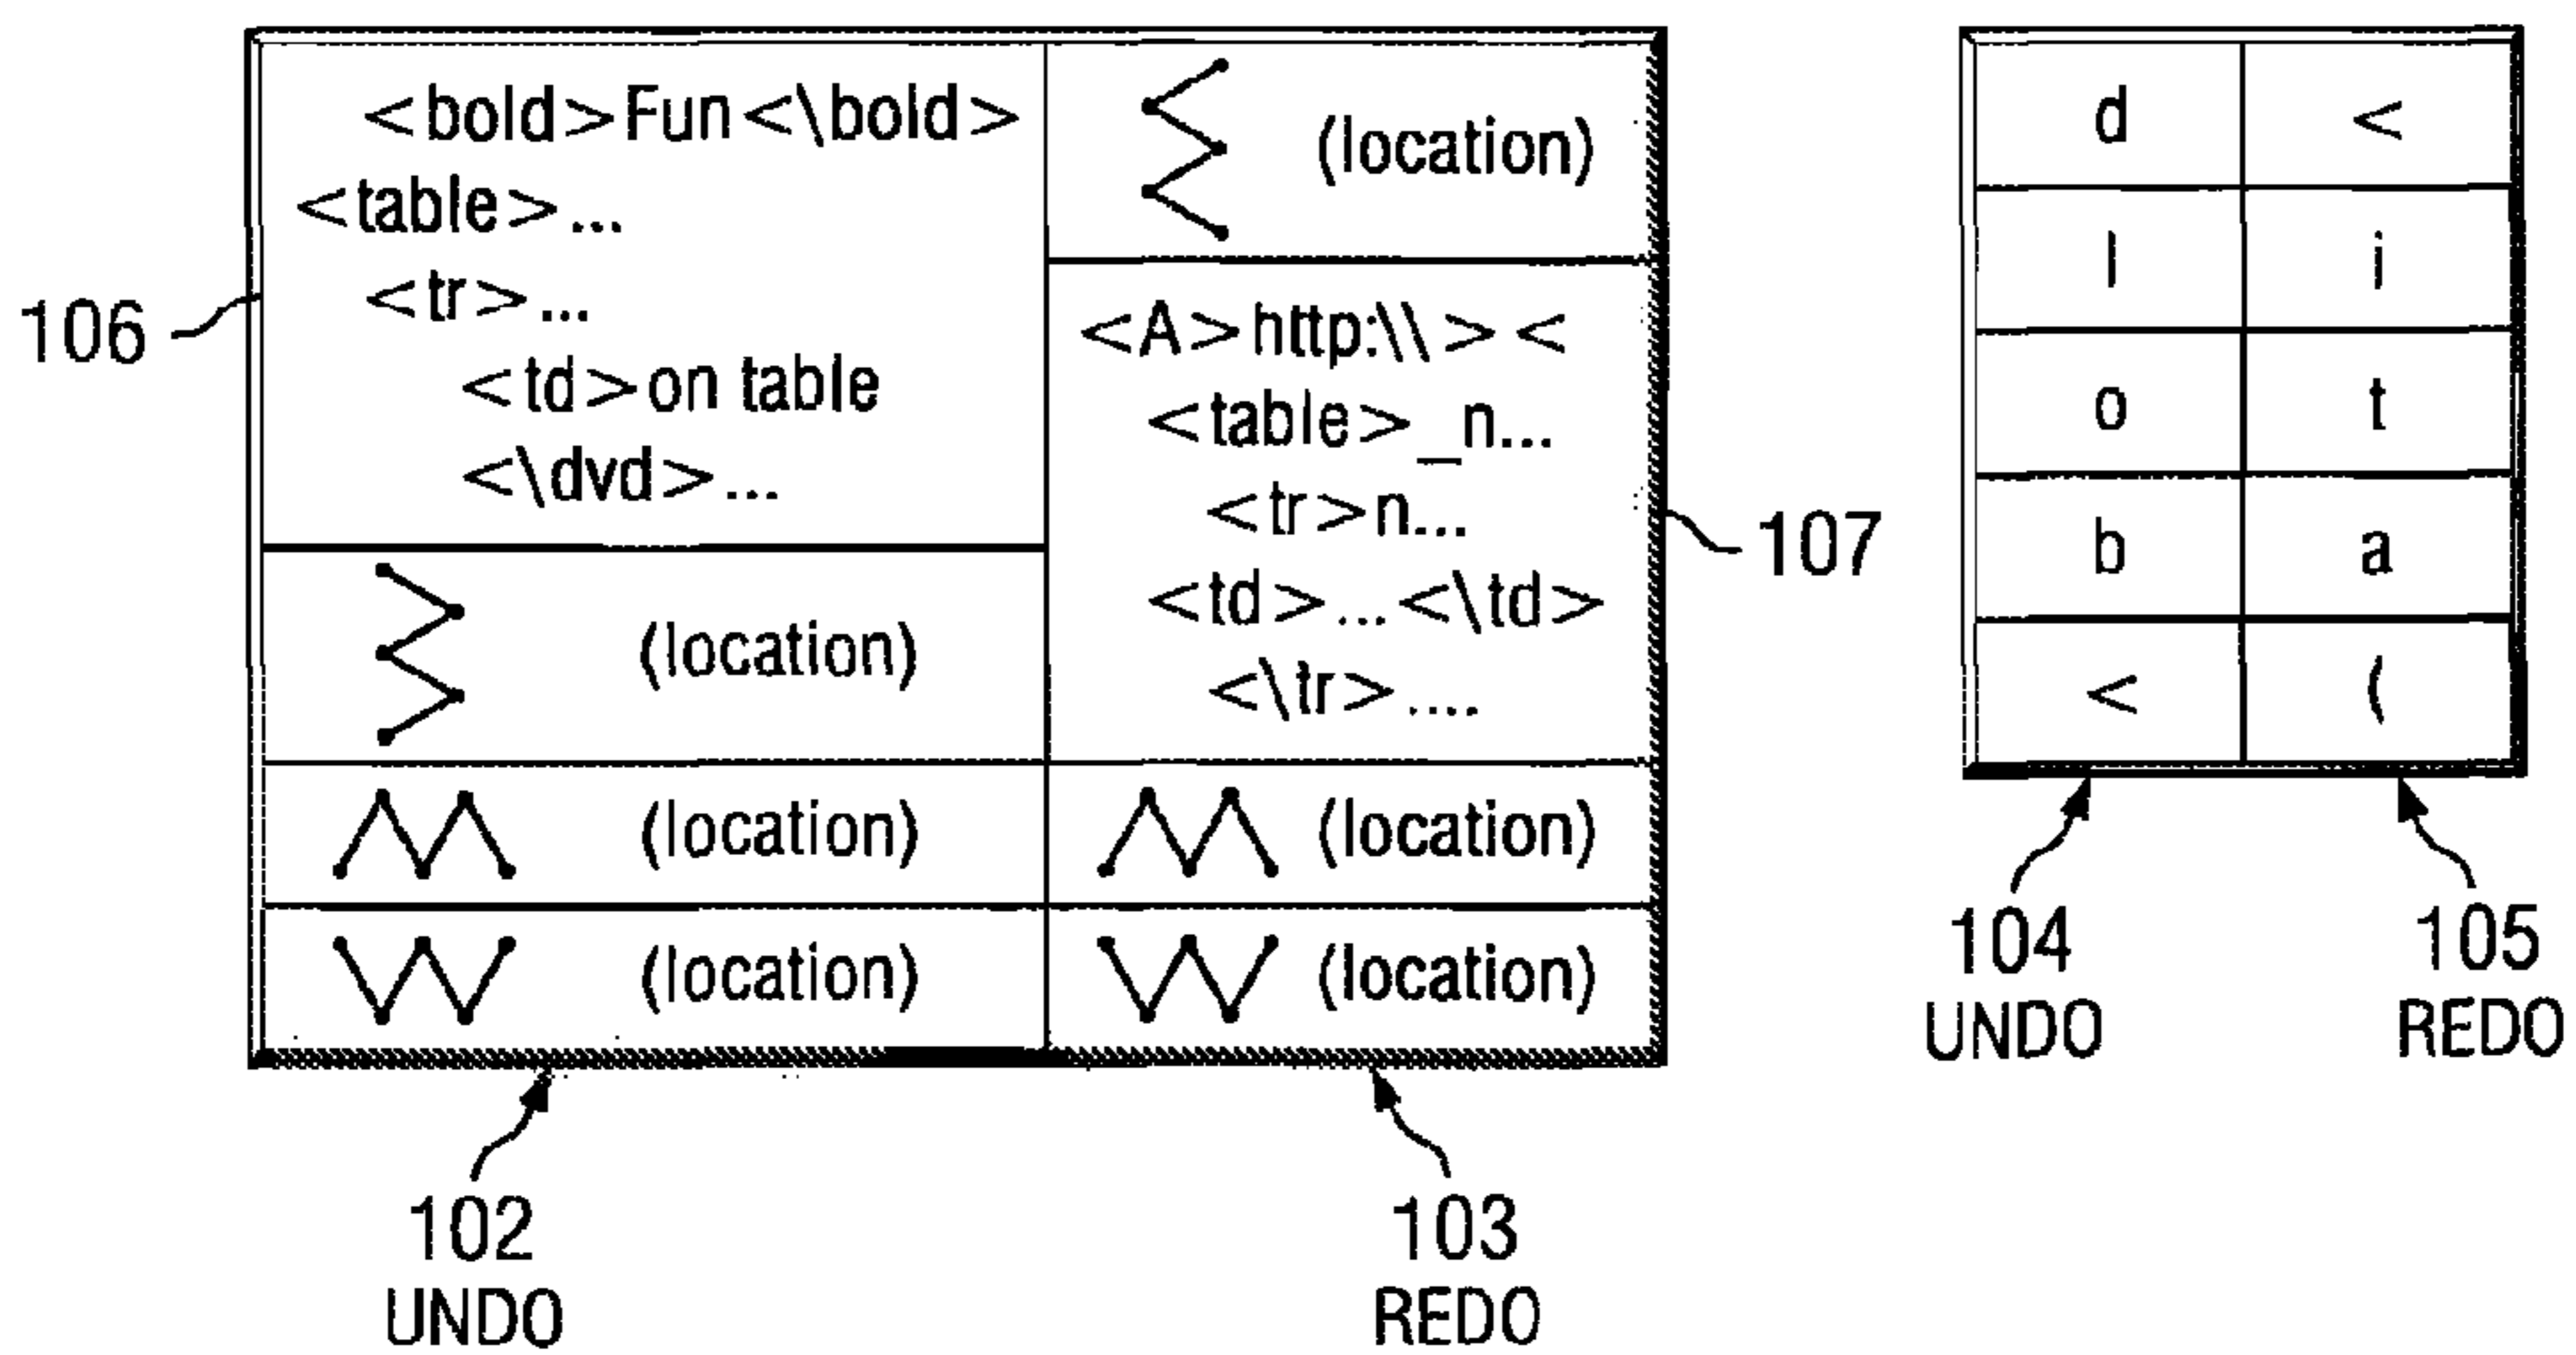 <bold>Fun<\bold>
<table>...
<tr>...
<td>on table
<\dvd>...
(location)
(location)
(location)
(location)
<A>http:\\><
<table>_n...
<tr>n...
<td>...<\td>
<\tr>....
(location)
(location)
106
107
102
UNDO
103
REDO
d <
l i
o t
b a
< (
104
UNDO
105
REDO